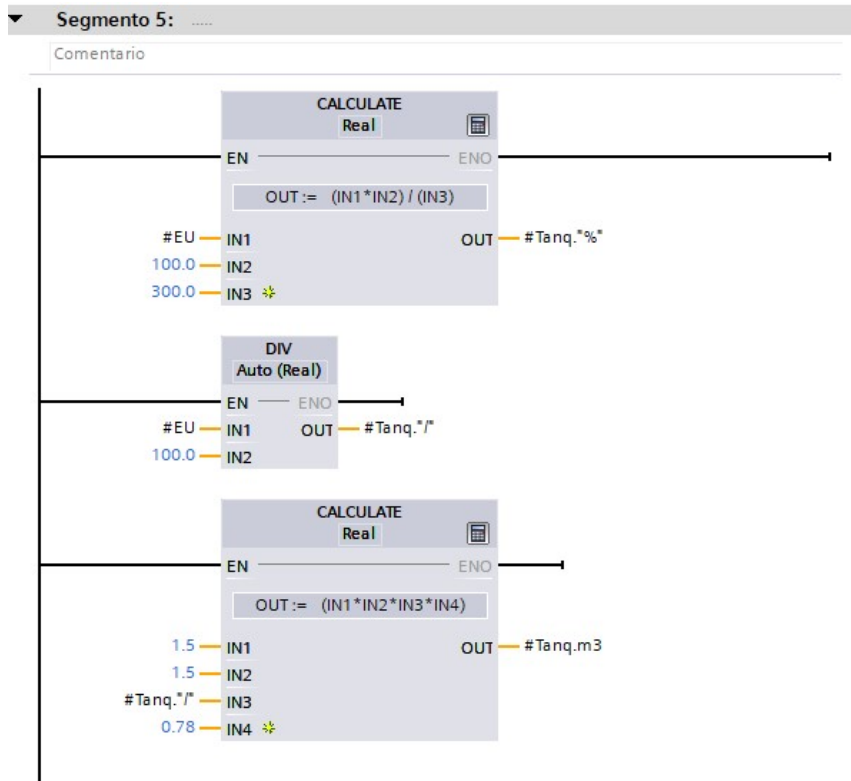 Segmento 5: .....
Comentario
CALCULATE
Real
EN ENO
OUT := (IN1*IN2) / (IN3)
#EU IN1 OUT #Tanq."%"
100.0 IN2
300.0 IN3
DIV
Auto (Real)
EN ENO
#EU IN1 OUT #Tanq."/"
100.0 IN2
CALCULATE
Real
EN ENO
OUT := (IN1*IN2*IN3*IN4)
1.5 IN1 OUT #Tanq.m3
1.5 IN2
#Tanq."/" IN3
0.78 IN4